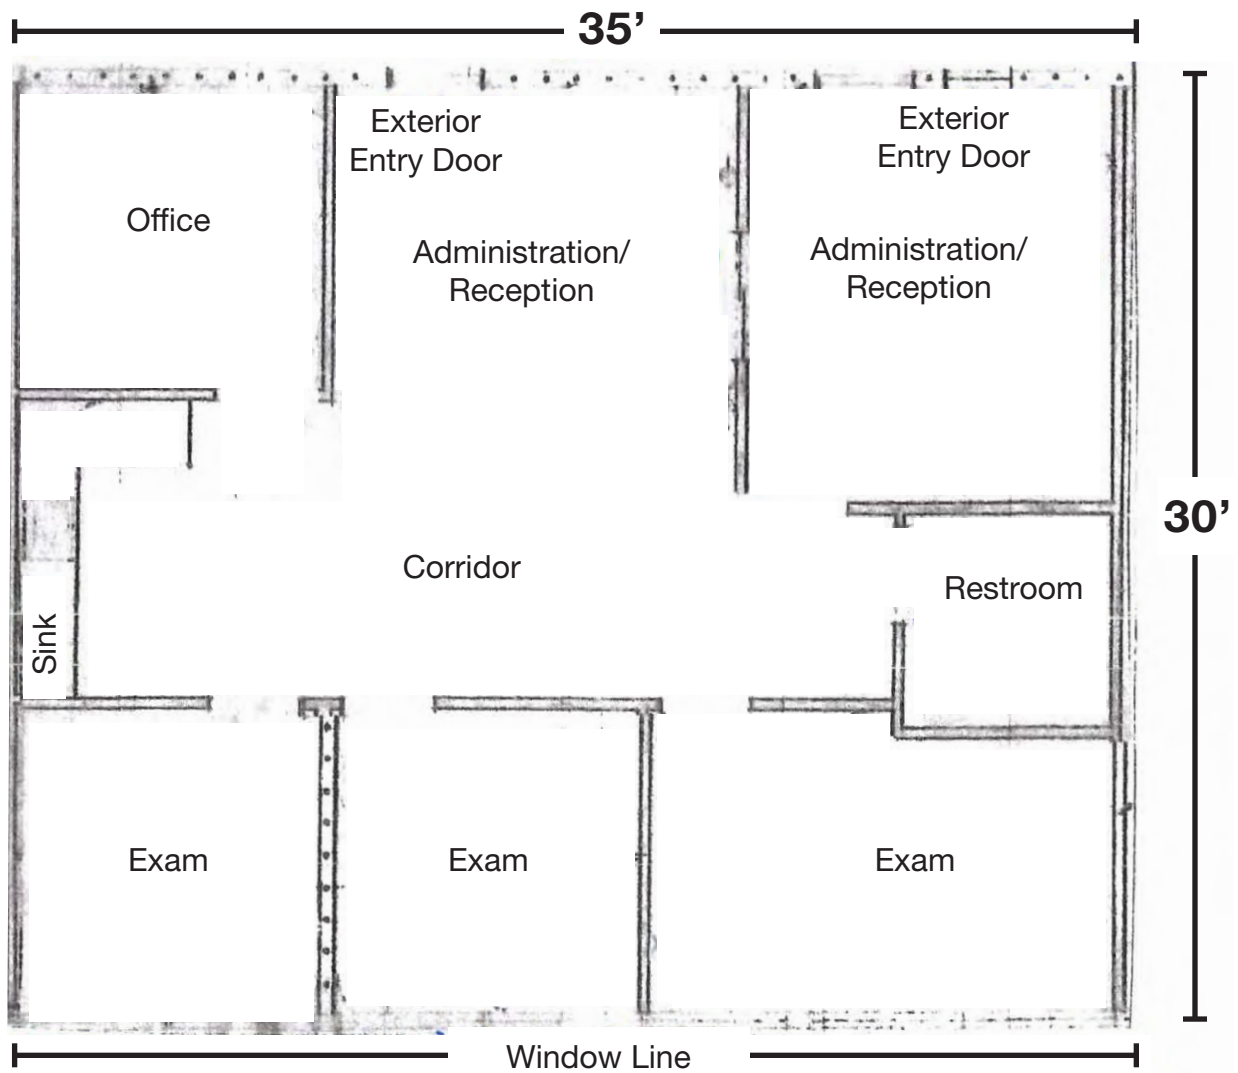 35’
Exterior
Entry Door
Exterior
Entry Door
Office
Administration/
Reception
Administration/
Reception
30’
Corridor
Restroom
Sink
Exam
Exam
Exam
Window Line